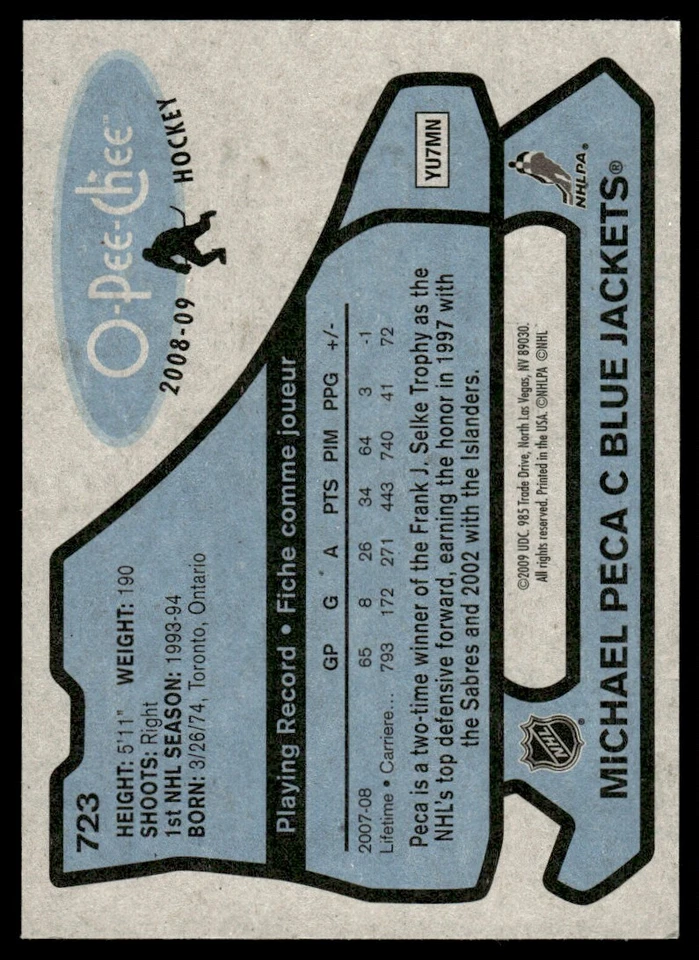 723
HEIGHT: 5'11" WEIGHT: 190
SHOOTS: Right
1st NHL SEASON: 1993-94
BORN: 3/26/74, Toronto, Ontario
O-Pee-Chee™
2008-09 HOCKEY
Playing Record • Fiche comme joueur
GP G A PTS PIM PPG +/-
2007-08 65 8 26 34 64 3 -1
Lifetime • Carriere... 793 172 271 443 740 41 72
Peca is a two-time winner of the Frank J. Selke Trophy as the
NHL's top defensive forward, earning the honor in 1997 with
the Sabres and 2002 with the Islanders.
YU7MN
NHL®
©2009 UDC. 985 Trade Drive, North Las Vegas, NV 89030.
All rights reserved. Printed in the USA. ©NHLPA ©NHL
NHLPA®
MICHAEL PECA C BLUE JACKETS®